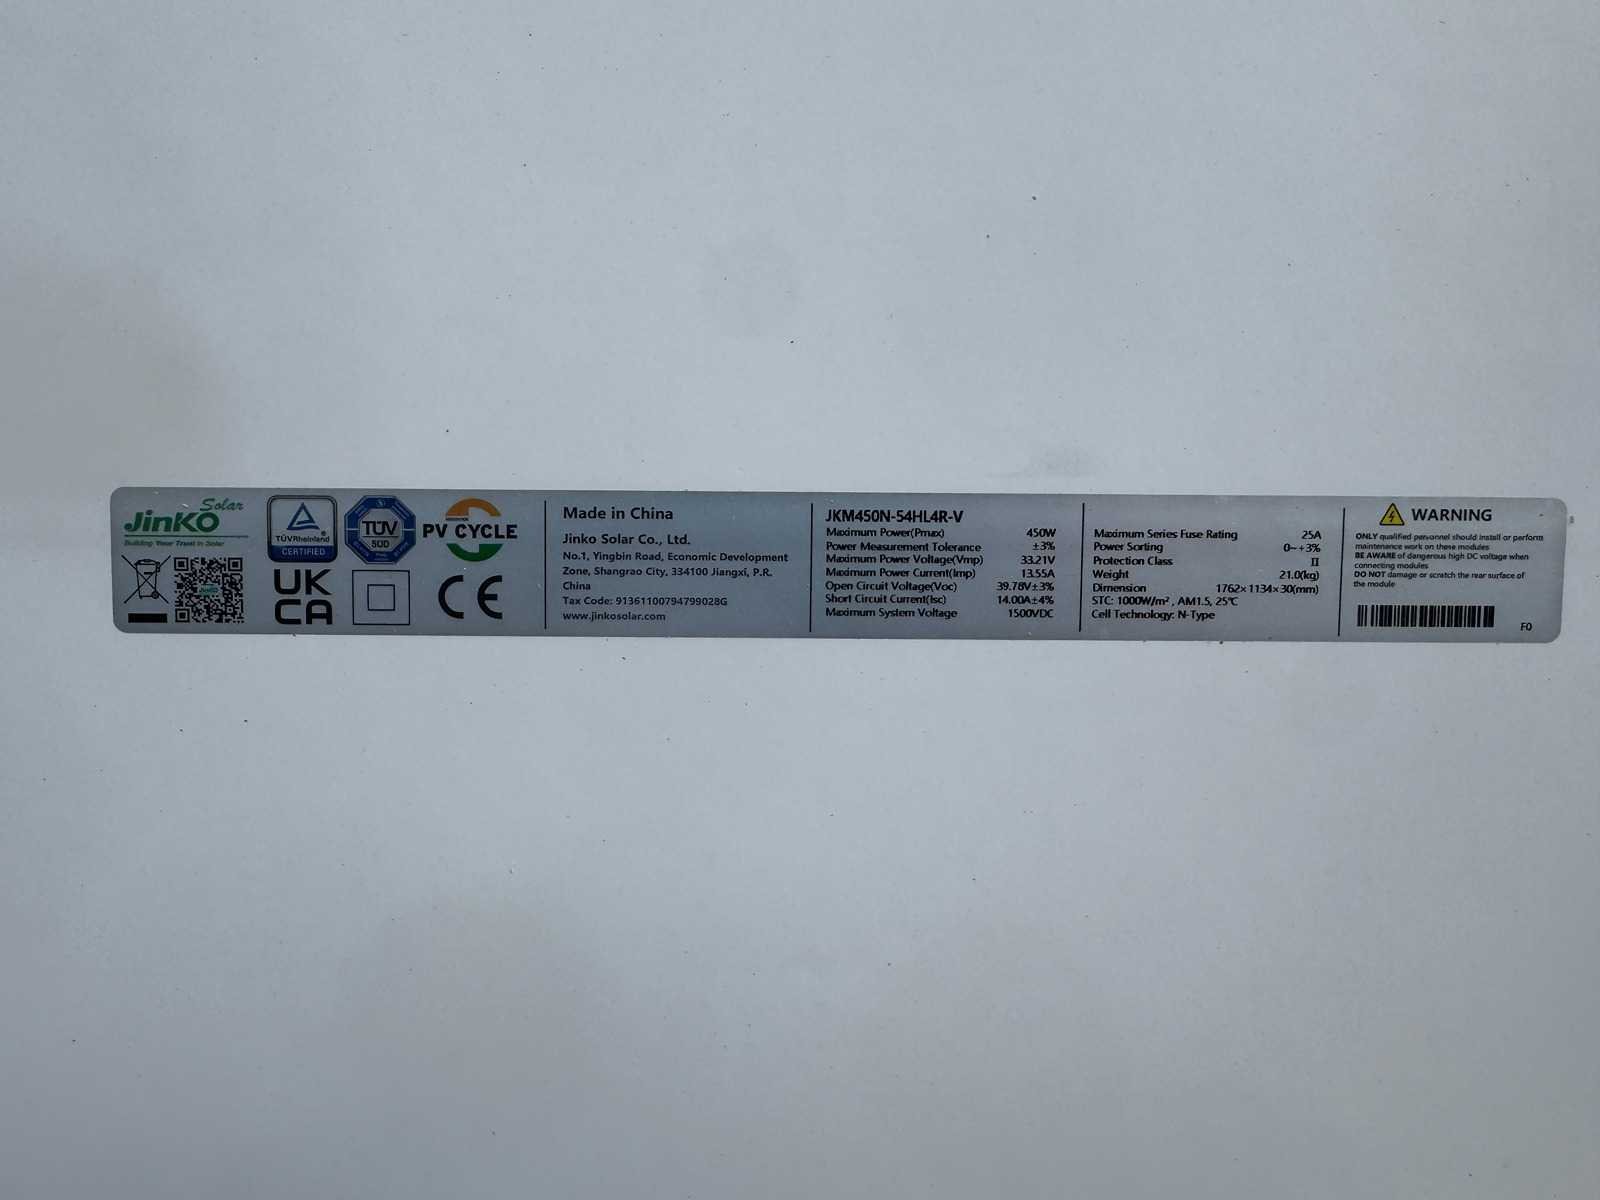 JinKO Solar
Building Your Trust in Solar
TÜVRheinland
CERTIFIED
TÜV
SÜD
PV CYCLE
UK
CA
CE
Made in China
Jinko Solar Co., Ltd.
No.1, Yingbin Road, Economic Development
Zone, Shangrao City, 334100 Jiangxi, P.R.
China
Tax Code: 91361100794799028G
www.jinkosolar.com
JKM450N-54HL4R-V
Maximum Power(Pmax) 450W
Power Measurement Tolerance ±3%
Maximum Power Voltage(Vmp) 33.21V
Maximum Power Current(Imp) 13.55A
Open Circuit Voltage(Voc) 39.78V±3%
Short Circuit Current(Isc) 14.00A±4%
Maximum System Voltage 1500VDC
Maximum Series Fuse Rating 25A
Power Sorting 0~+3%
Protection Class II
Weight 21.0(kg)
Dimension 1762×1134×30(mm)
STC: 1000W/m², AM1.5, 25℃
Cell Technology: N-Type
WARNING
ONLY qualified personnel should install or perform
maintenance work on these modules
BE AWARE of dangerous high DC voltage when
connecting modules
DO NOT damage or scratch the rear surface of
the module
F0